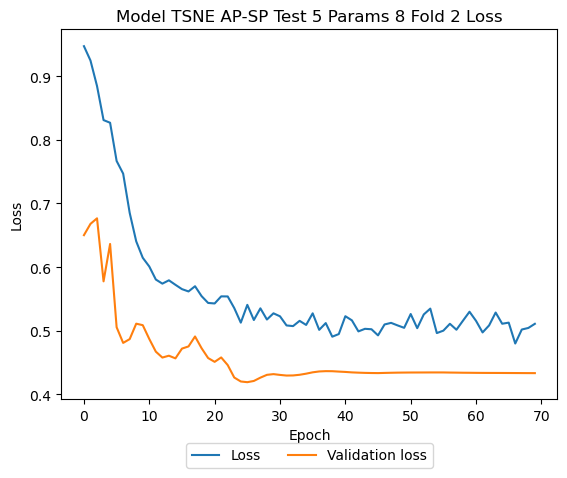 Model TSNE AP-SP Test 5 Params 8 Fold 2 Loss
Loss
0.9
0.8
0.7
0.6
0.5
0.4
0 10 20 30 40 50 60 70
Epoch
Loss Validation loss